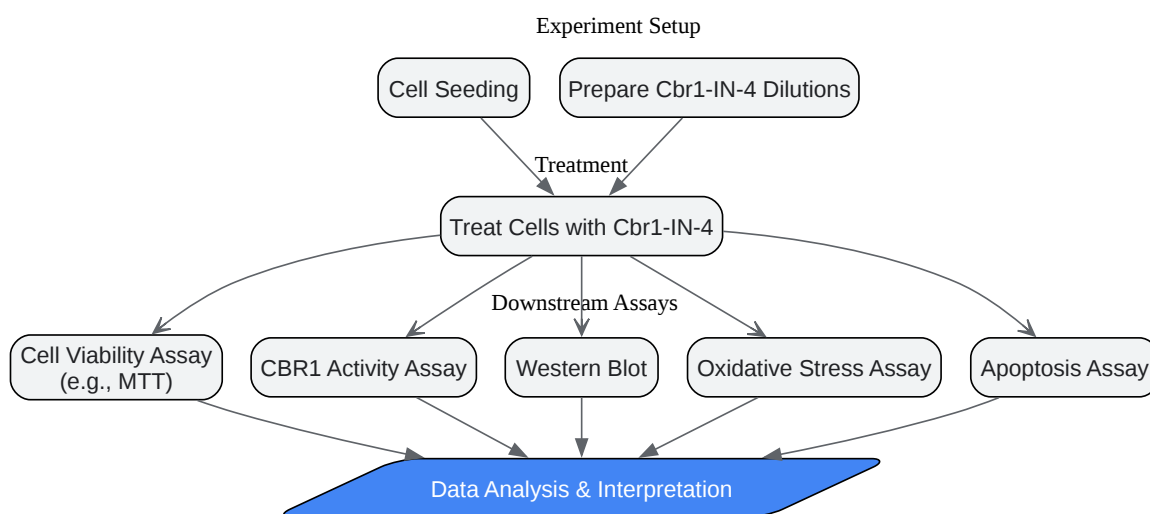 Experiment Setup
Cell Seeding
Prepare Cbr1-IN-4 Dilutions
Treatment
Treat Cells with Cbr1-IN-4
Downstream Assays
Cell Viability Assay
(e.g., MTT)
CBR1 Activity Assay
Western Blot
Oxidative Stress Assay
Apoptosis Assay
Data Analysis & Interpretation